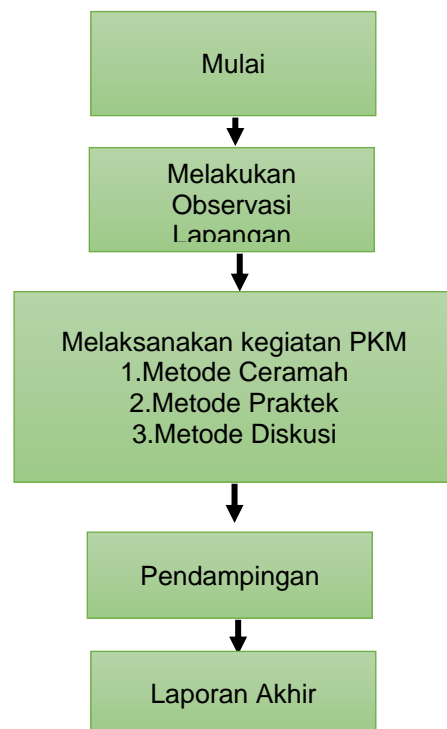 Mulai
Melakukan
Observasi
Lapangan
Melaksanakan kegiatan PKM
1.Metode Ceramah
2.Metode Praktek
3.Metode Diskusi
Pendampingan
Laporan Akhir